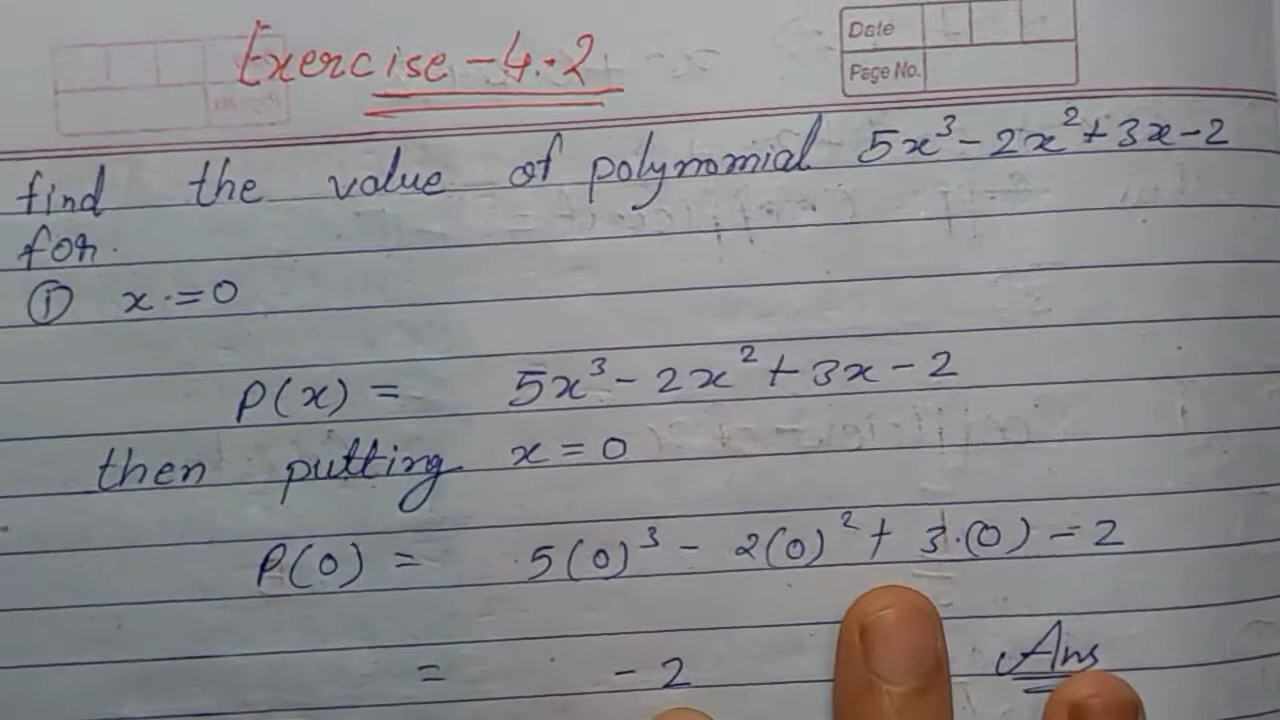 Exercise - 4.2
Date
Page No.
find the value of polynomial 5x³ - 2x² + 3x - 2
for.
① x = 0
P(x) = 5x³ - 2x² + 3x - 2
then putting x = 0
P(0) = 5(0)³ - 2(0)² + 3.(0) - 2
= - 2 Ans